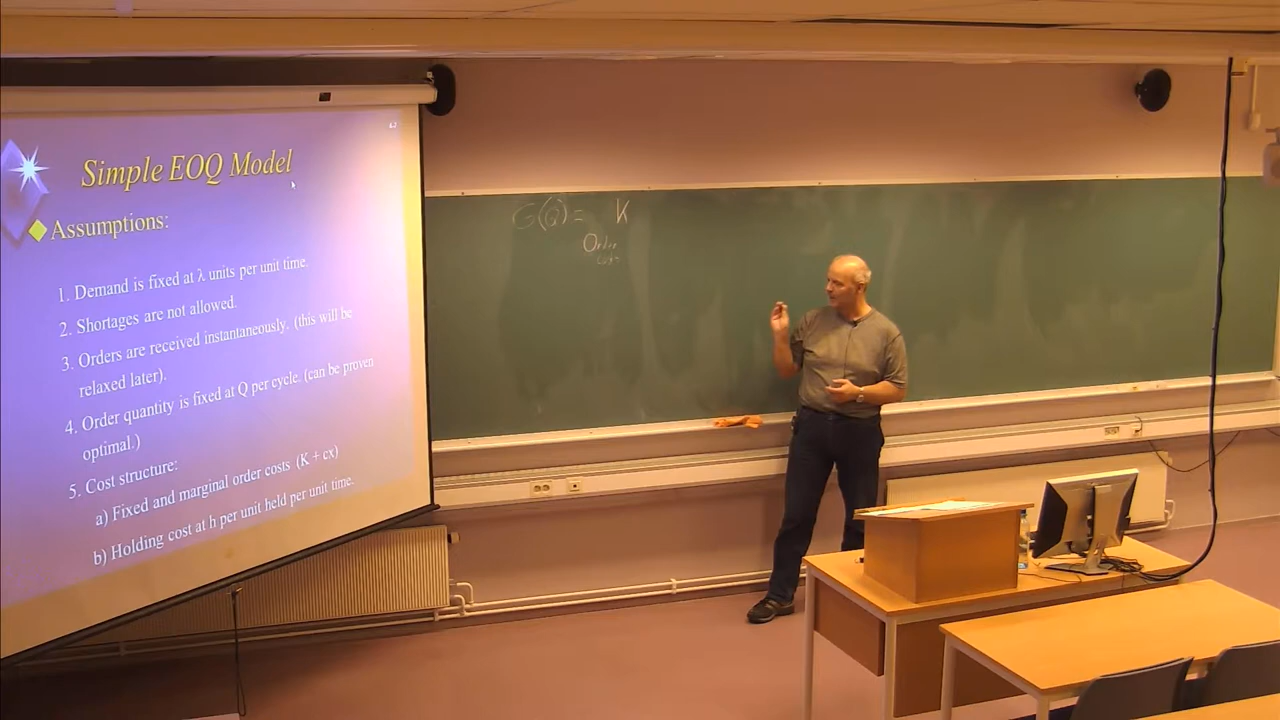 Simple EOQ Model
Assumptions:
1. Demand is fixed at λ units per unit time.
2. Shortages are not allowed.
3. Orders are received instantaneously. (this will be
relaxed later).
4. Order quantity is fixed at Q per cycle. (can be proven
optimal.)
5. Cost structure:
a) Fixed and marginal order costs (K + cx)
b) Holding cost at h per unit held per unit time.
G(Q) = K
Order